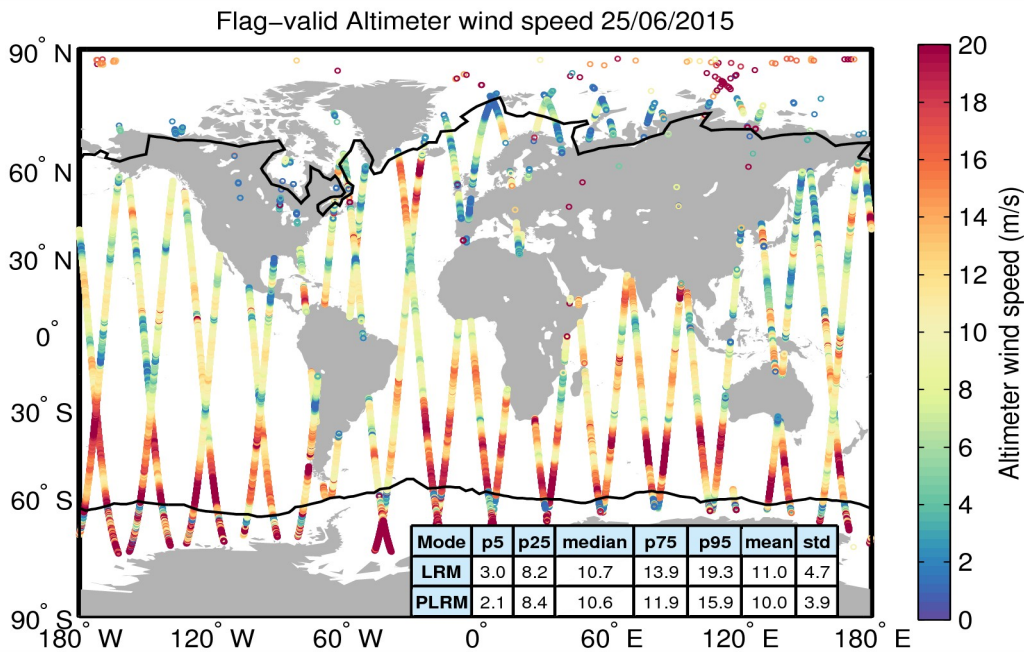 Flag−valid Altimeter wind speed 25/06/2015
90° N
60° N
30° N
0°
30° S
60° S
90° S
180° W
120° W
60° W
0°
60° E
120° E
180° E
Mode p5 p25 median p75 p95 mean std
LRM 3.0 8.2 10.7 13.9 19.3 11.0 4.7
PLRM 2.1 8.4 10.6 11.9 15.9 10.0 3.9
20
18
16
14
12
10
8
6
4
2
0
Altimeter wind speed (m/s)